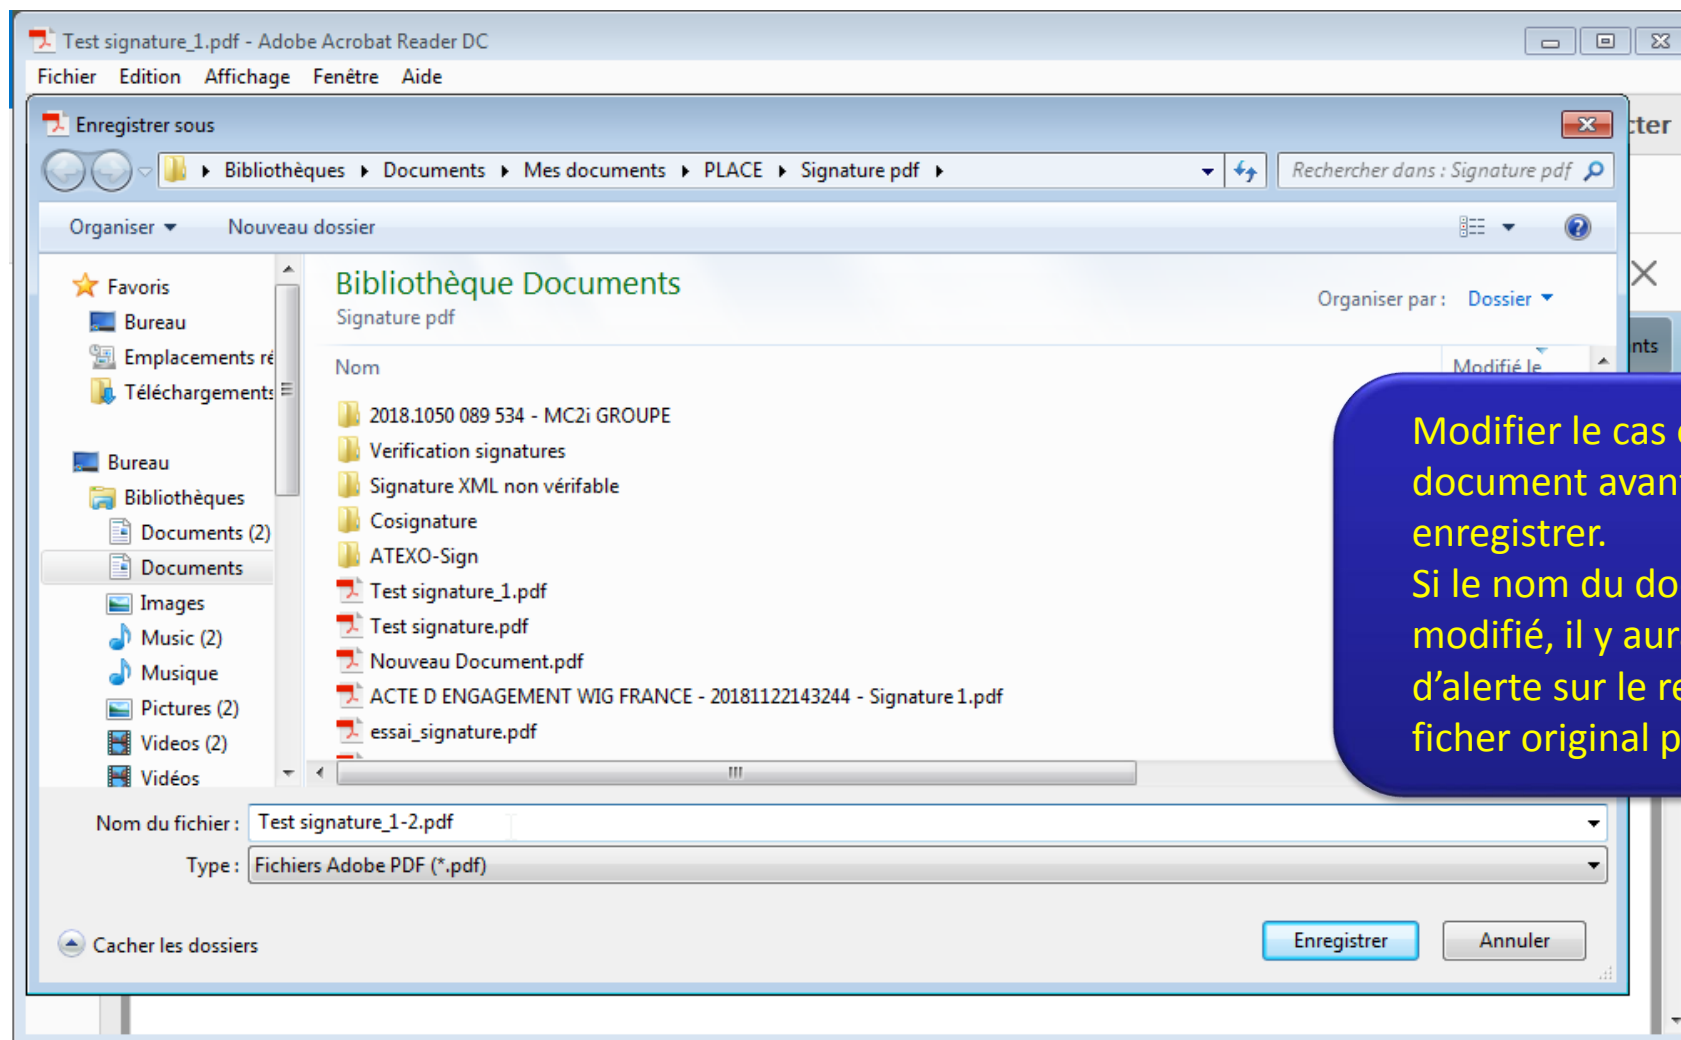 Test signature_1.pdf - Adobe Acrobat Reader DC
Fichier Edition Affichage Fenêtre Aide
Enregistrer sous
Bibliothèques Documents Mes documents PLACE Signature pdf
Rechercher dans : Signature pdf
Organiser Nouveau dossier
Favoris
Bureau
Emplacements ré
Téléchargements
Bureau
Bibliothèques
Documents (2)
Documents
Images
Music (2)
Musique
Pictures (2)
Videos (2)
Vidéos
Bibliothèque Documents
Signature pdf
Organiser par : Dossier
Nom Modifié le
2018.1050 089 534 - MC2i GROUPE
Verification signatures
Signature XML non vérifable
Cosignature
ATEXO-Sign
Test signature_1.pdf
Test signature.pdf
Nouveau Document.pdf
ACTE D ENGAGEMENT WIG FRANCE - 20181122143244 - Signature 1.pdf
essai_signature.pdf
Modifier le cas
document avant
enregistrer.
Si le nom du do
modifié, il y aura
d’alerte sur le re
ficher original p
Nom du fichier : Test signature_1-2.pdf
Type : Fichiers Adobe PDF (*.pdf)
Cacher les dossiers
Enregistrer Annuler
cter
nts